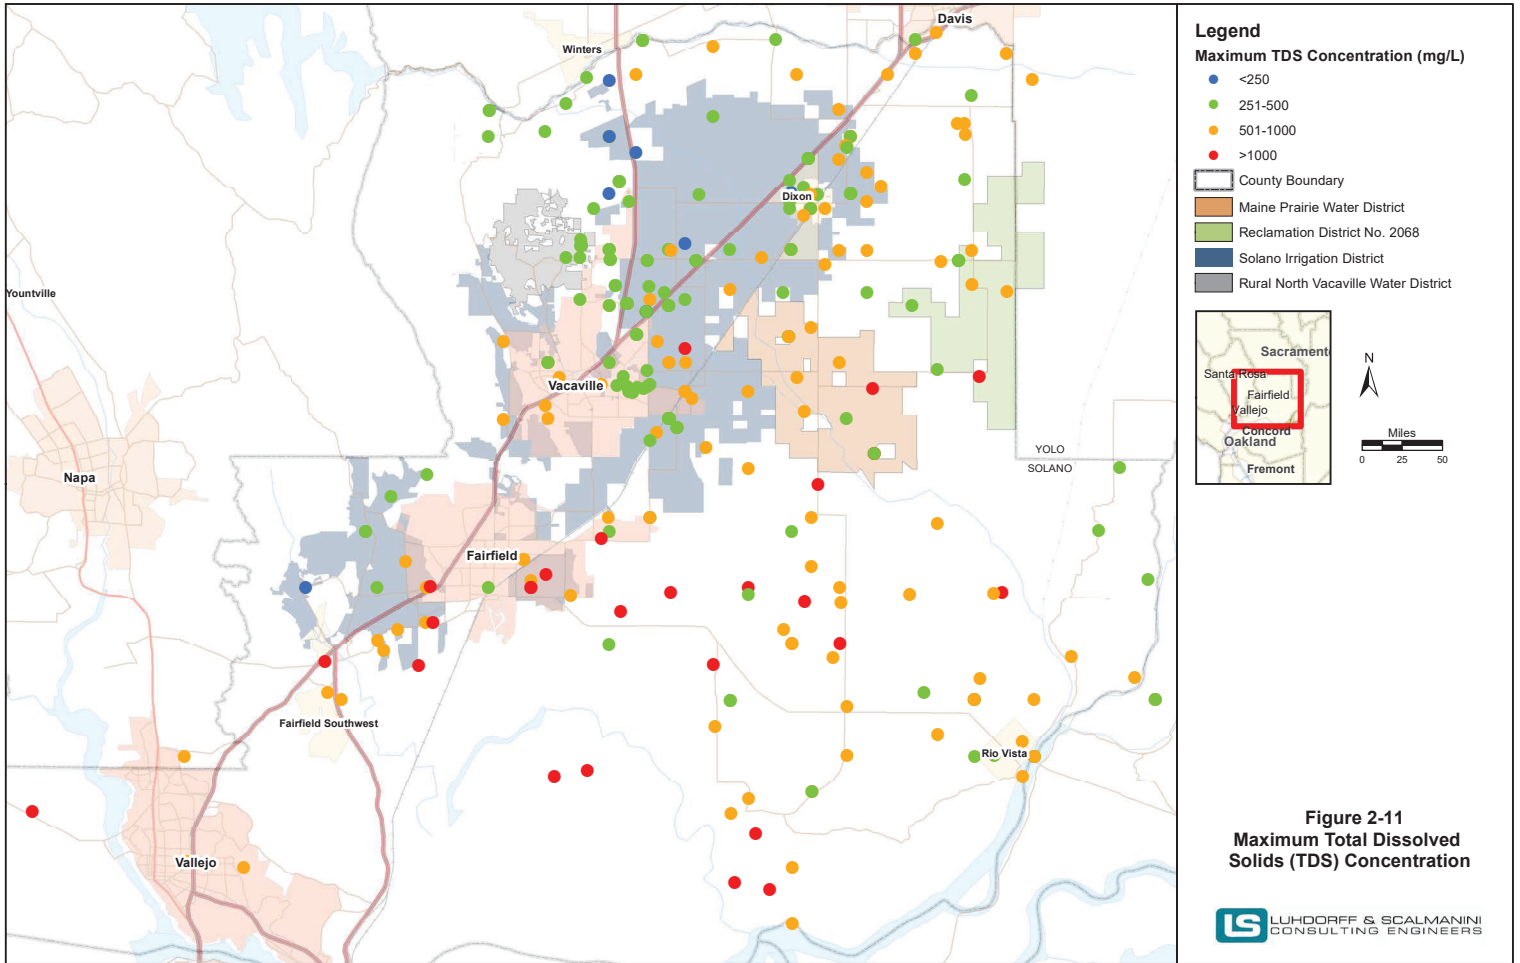 Davis
Winters
Dixon
Yountville
Vacaville
YOLO
SOLANO
Napa
Fairfield
Fairfield Southwest
Rio Vista
Vallejo
Legend
Maximum TDS Concentration (mg/L)
<250
251-500
501-1000
>1000
County Boundary
Maine Prairie Water District
Reclamation District No. 2068
Solano Irrigation District
Rural North Vacaville Water District
Sacrament
Santa Rosa
Fairfield
Vallejo
Concord
Oakland
Fremont
N
Miles
0 25 50
Figure 2-11
Maximum Total Dissolved
Solids (TDS) Concentration
LS LUHDORFF & SCALMANINI
CONSULTING ENGINEERS